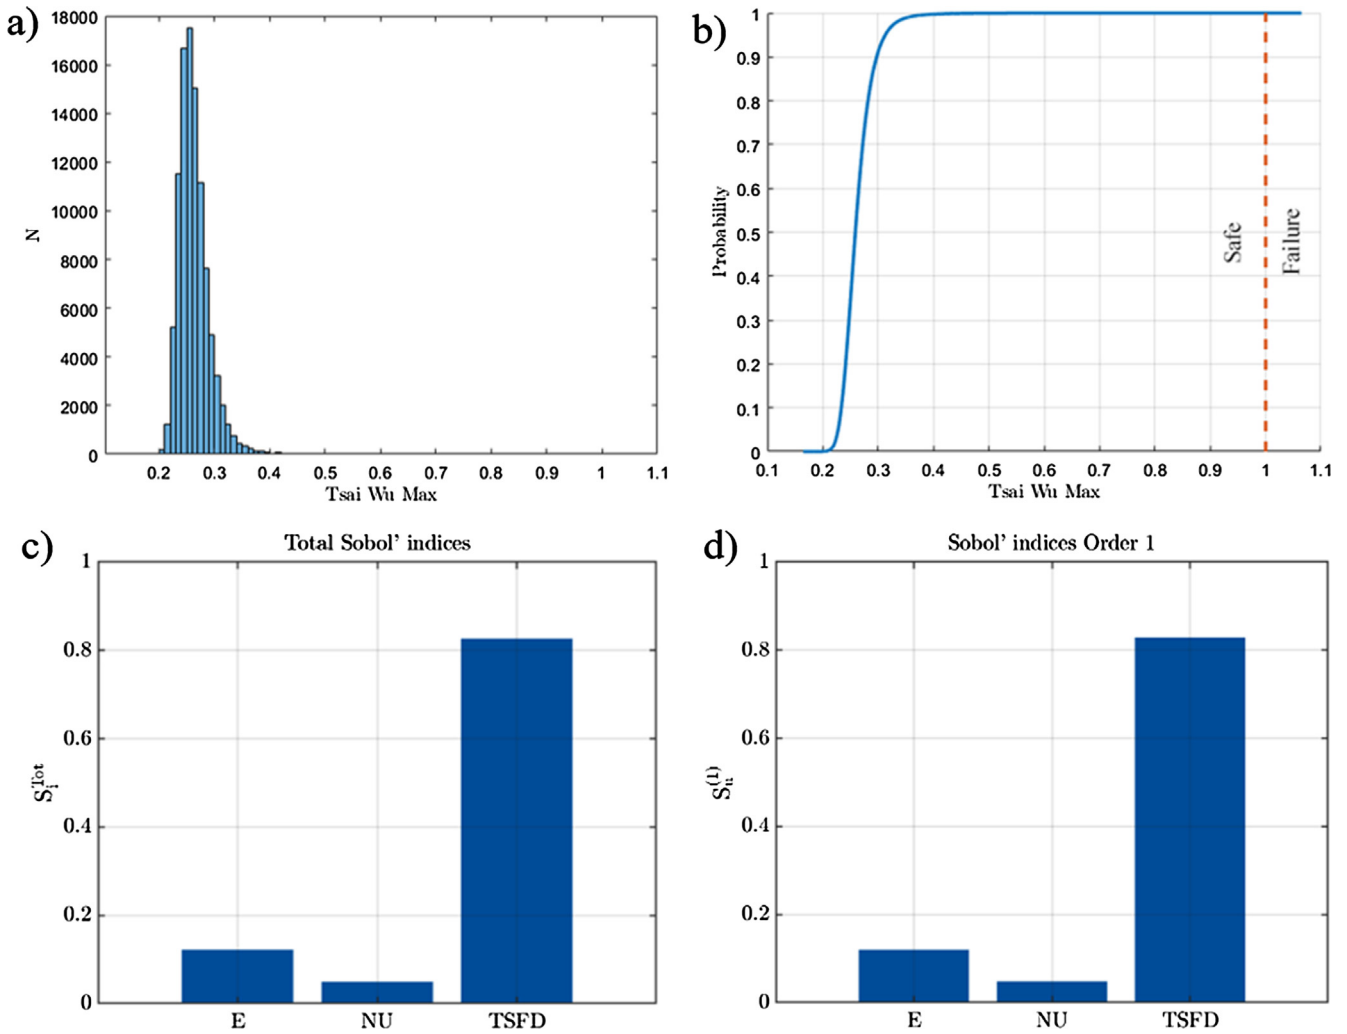 a)
18000
16000
14000
12000
10000
8000
6000
4000
2000
0
N
0.2 0.3 0.4 0.5 0.6 0.7 0.8 0.9 1 1.1
Tsai Wu Max
b)
1
0.9
0.8
0.7
0.6
0.5
0.4
0.3
0.2
0.1
0
Probability
Safe
Failure
0.1 0.2 0.3 0.4 0.5 0.6 0.7 0.8 0.9 1 1.1
Tsai Wu Max
c)
Total Sobol' indices
1
0.8
0.6
0.4
0.2
0
S_i^Tot
E NU TSFD
d)
Sobol' indices Order 1
1
0.8
0.6
0.4
0.2
0
S_u^(1)
E NU TSFD